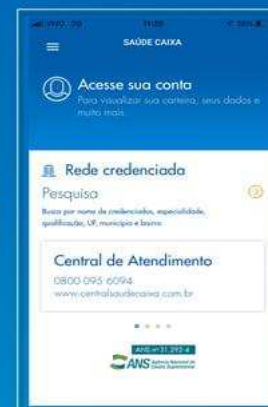 SAÚDE CAIXA
Acesse sua conta
Para visualizar sua carteira, seus dados e
muito mais.
Rede credenciada
Pesquisa
Busca por nome de credenciados, especialidade,
qualificação, UF, município e bairro
Central de Atendimento
0800 095 6094
www.centralsaudecaixa.com.br
ANS